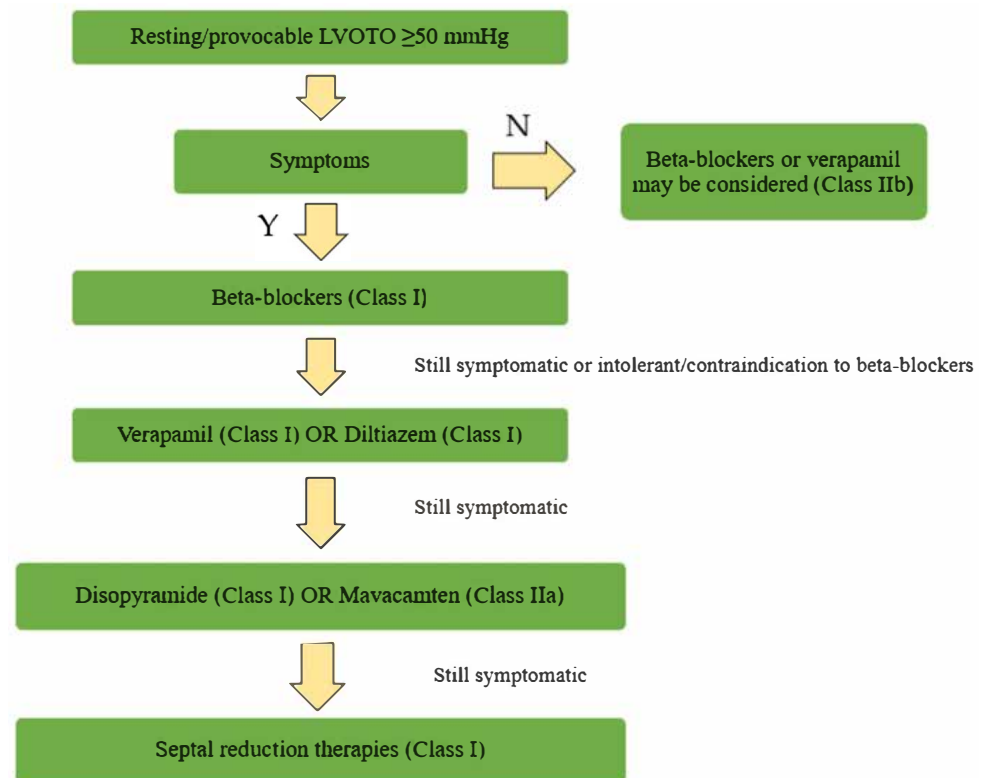 Resting/provocable LVOTO ≥50 mmHg
Symptoms
N
Beta-blockers or verapamil
may be considered (Class IIb)
Y
Beta-blockers (Class I)
Still symptomatic or intolerant/contraindication to beta-blockers
Verapamil (Class I) OR Diltiazem (Class I)
Still symptomatic
Disopyramide (Class I) OR Mavacamten (Class IIa)
Still symptomatic
Septal reduction therapies (Class I)